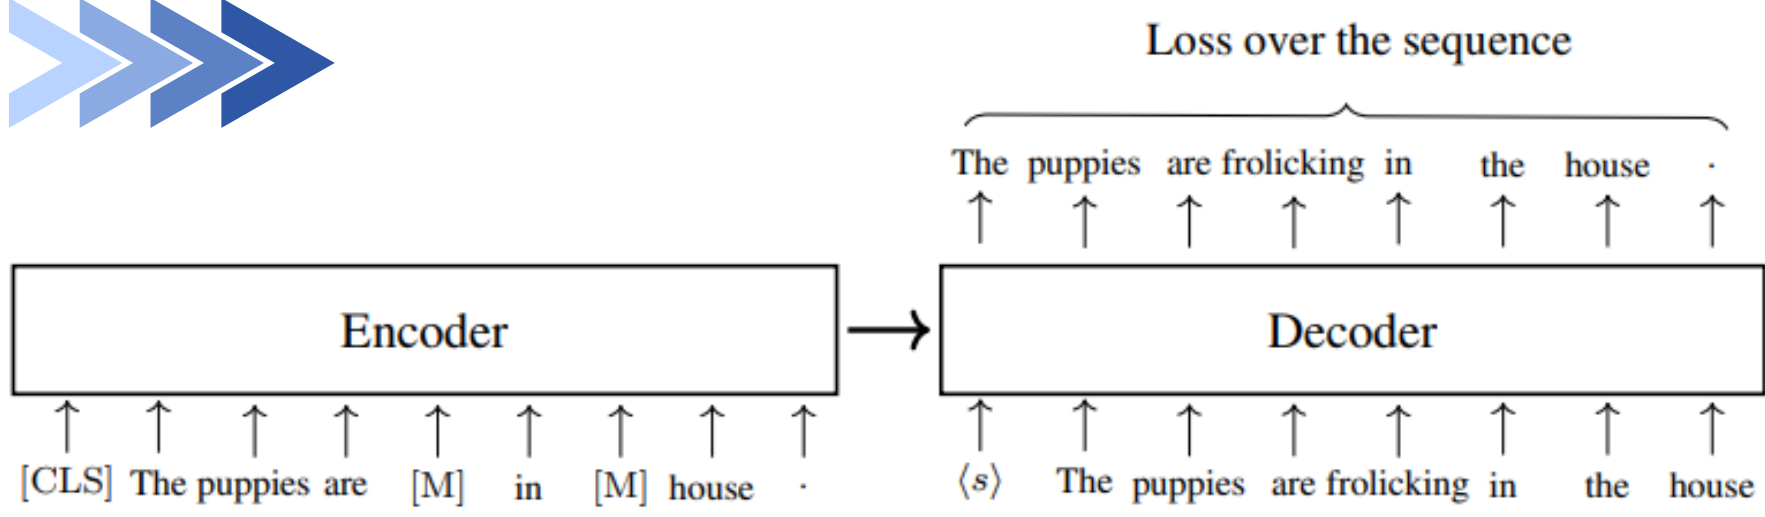 Loss over the sequence
The puppies are frolicking in the house .
Encoder
Decoder
[CLS] The puppies are [M] in [M] house .
⟨s⟩ The puppies are frolicking in the house